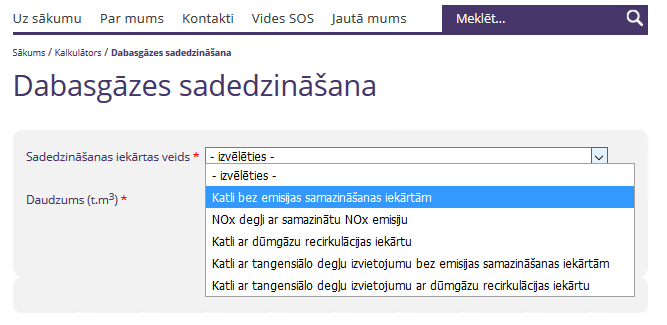 Uz sākumu Par mums Kontakti Vides SOS Jautā mums Meklēt...
Sākums / Kalkulators / Dabasgāzes sadedzināšana
Dabasgāzes sadedzināšana
Sadedzināšanas iekārtas veids * - izvēlēties -
- izvēlēties -
Daudzums (t.m³) * Katli bez emisijas samazināšanas iekārtām
NOx degļi ar samazinātu NOx emisiju
Katli ar dūmgāzu recirkulācijas iekārtu
Katli ar tangensiālo degļu izvietojumu bez emisijas samazināšanas iekārtām
Katli ar tangensiālo degļu izvietojumu ar dūmgāzu recirkulācijas iekārtu